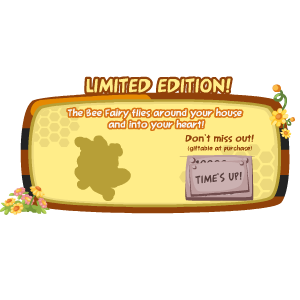 LIMITED EDITION!
The Bee Fairy flies around your house
and into your heart!
Don't miss out!
(giftable at purchase)
TIME'S UP!